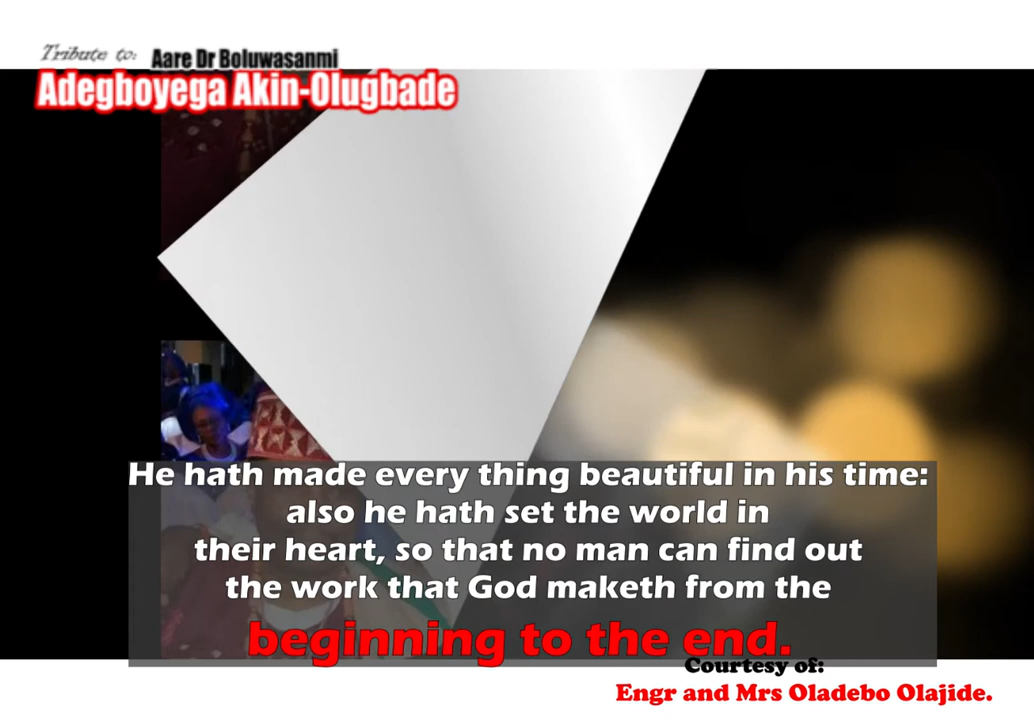 Tribute to: Aare Dr Boluwasanmi
Adegboyega Akin-Olugbade
He hath made every thing beautiful in his time:
also he hath set the world in
their heart, so that no man can find out
the work that God maketh from the
beginning to the end.
Courtesy of:
Engr and Mrs Oladebo Olajide.